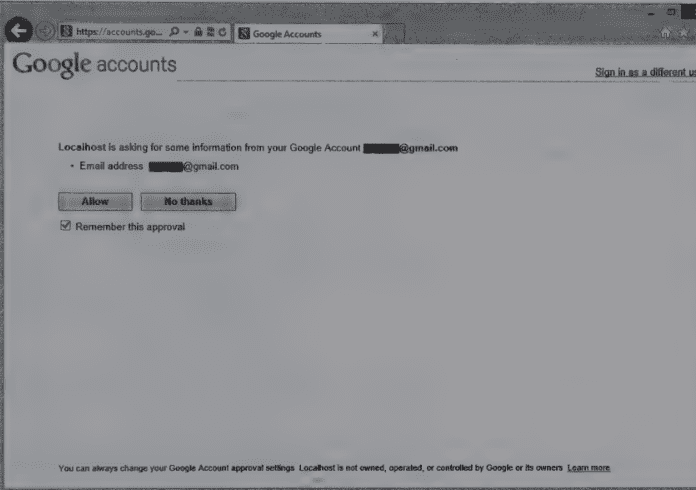 https://accounts.go...
Google Accounts
Google accounts
Sign in as a different us
Localhost is asking for some information from your Google Account @gmail.com
• Email address @gmail.com
Allow No thanks
Remember this approval
You can always change your Google Account approval settings. Localhost is not owned, operated, or controlled by Google or its owners Learn more